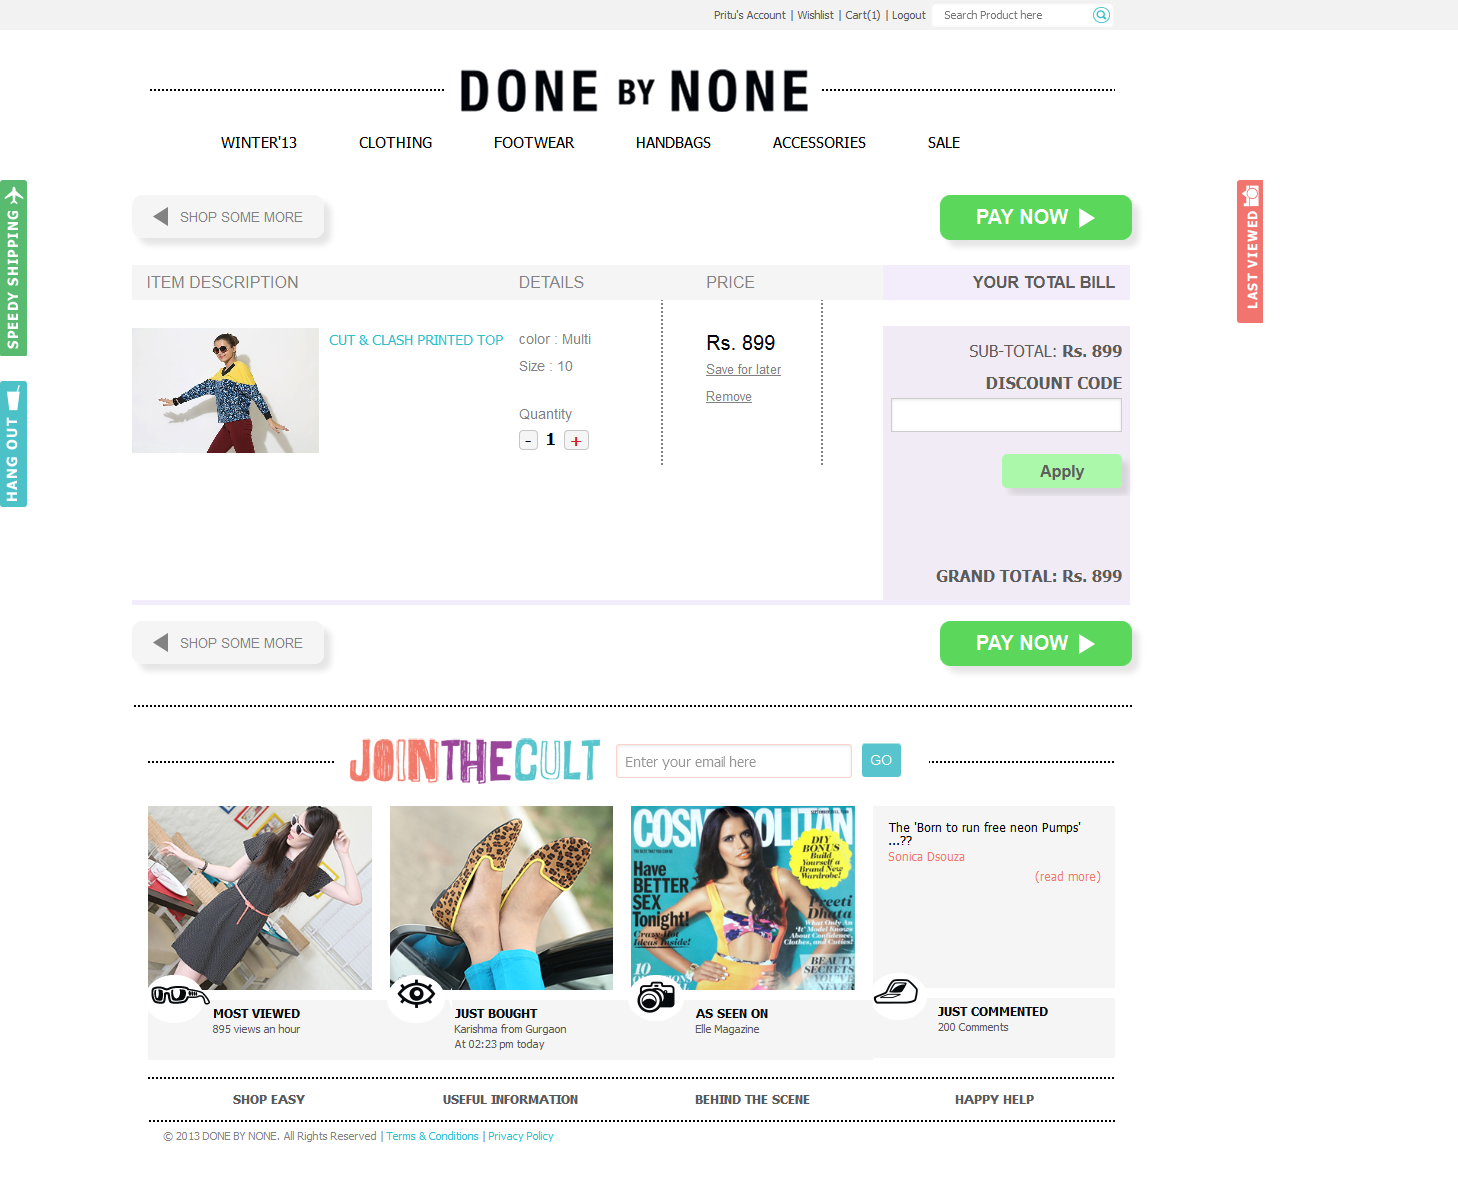 Pritu's Account | Wishlist | Cart(1) | Logout
Search Product here
DONE BY NONE
WINTER'13 CLOTHING FOOTWEAR HANDBAGS ACCESSORIES SALE
SPEEDY SHIPPING
HANG OUT
LAST VIEWED
SHOP SOME MORE
PAY NOW
ITEM DESCRIPTION DETAILS PRICE YOUR TOTAL BILL
CUT & CLASH PRINTED TOP
color : Multi
Size : 10
Quantity
- 1 +
Rs. 899
Save for later
Remove
SUB-TOTAL: Rs. 899
DISCOUNT CODE
Apply
GRAND TOTAL: Rs. 899
SHOP SOME MORE
PAY NOW
JOINTHECULT
Enter your email here
GO
COSMOPOLITAN
DIY
BONUS
Build
Yourself a
Brand New
Wardrobe!
Have
BETTER
SEX
Tonight!
Crazy-Hot
Ideas Inside!
10
Preeti
Dhata
What Only An
'It' Model Knows
About Confidence,
Clothes, and Cuties!
BEAUTY
SECRETS
The 'Born to run free neon Pumps'
...??
Sonica Dsouza
(read more)
MOST VIEWED
895 views an hour
JUST BOUGHT
Karishma from Gurgaon
At 02:23 pm today
AS SEEN ON
Elle Magazine
JUST COMMENTED
200 Comments
SHOP EASY USEFUL INFORMATION BEHIND THE SCENE HAPPY HELP
© 2013 DONE BY NONE. All Rights Reserved | Terms & Conditions | Privacy Policy